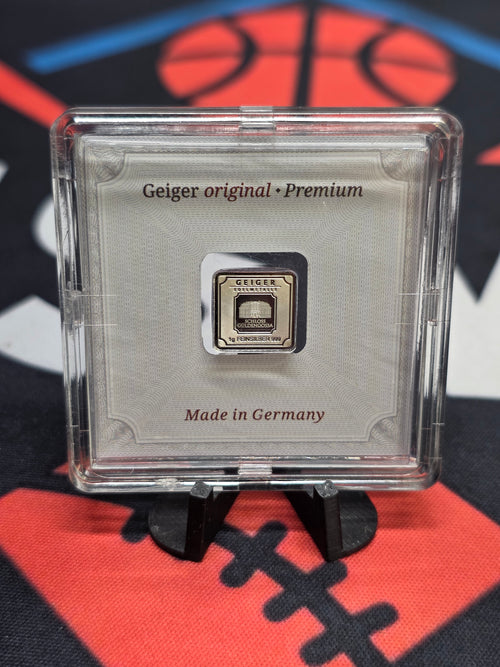 Geiger original • Premium
GEIGER
EDELMETALLE
SCHLOSS
GÜLDENGOSSA
1g FEINSILBER 999
Made in Germany